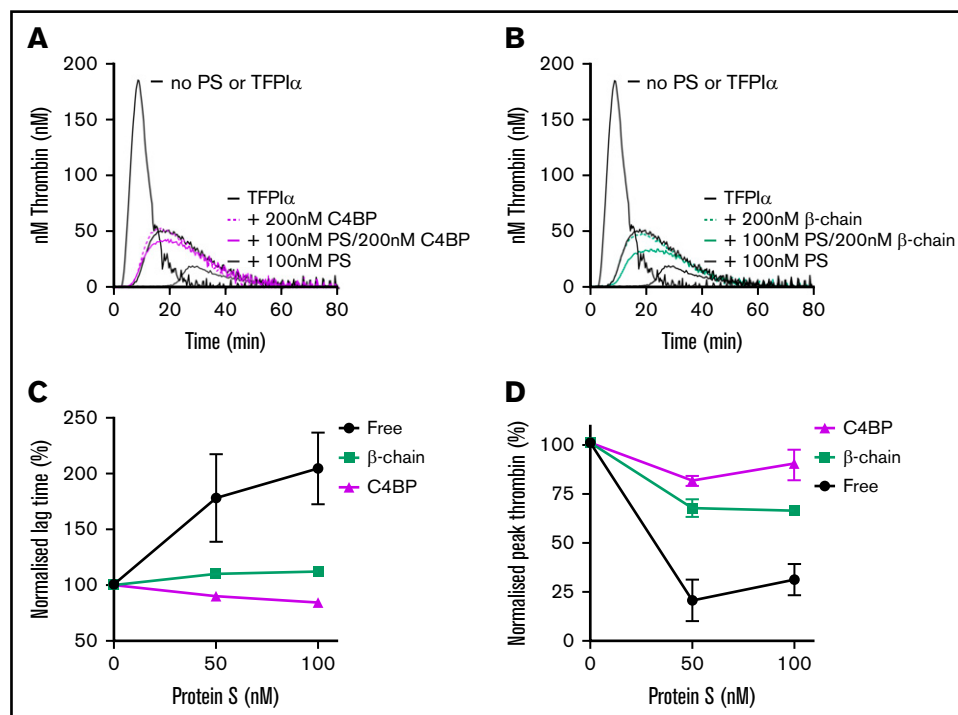 A
200
150
100
50
0
nM Thrombin (nM)
no PS or TFPIα
TFPIα
+ 200nM C4BP
+ 100nM PS/200nM C4BP
+ 100nM PS
0 20 40 60 80
Time (min)
B
200
150
100
50
0
nM Thrombin (nM)
no PS or TFPIα
TFPIα
+ 200nM β-chain
+ 100nM PS/200nM β-chain
+ 100nM PS
0 20 40 60 80
Time (min)
C
250
200
150
100
50
Normalised lag time (%)
Free
β-chain
C4BP
0 50 100
Protein S (nM)
D
100
75
50
25
0
Normalised peak thrombin (%)
C4BP
β-chain
Free
0 50 100
Protein S (nM)